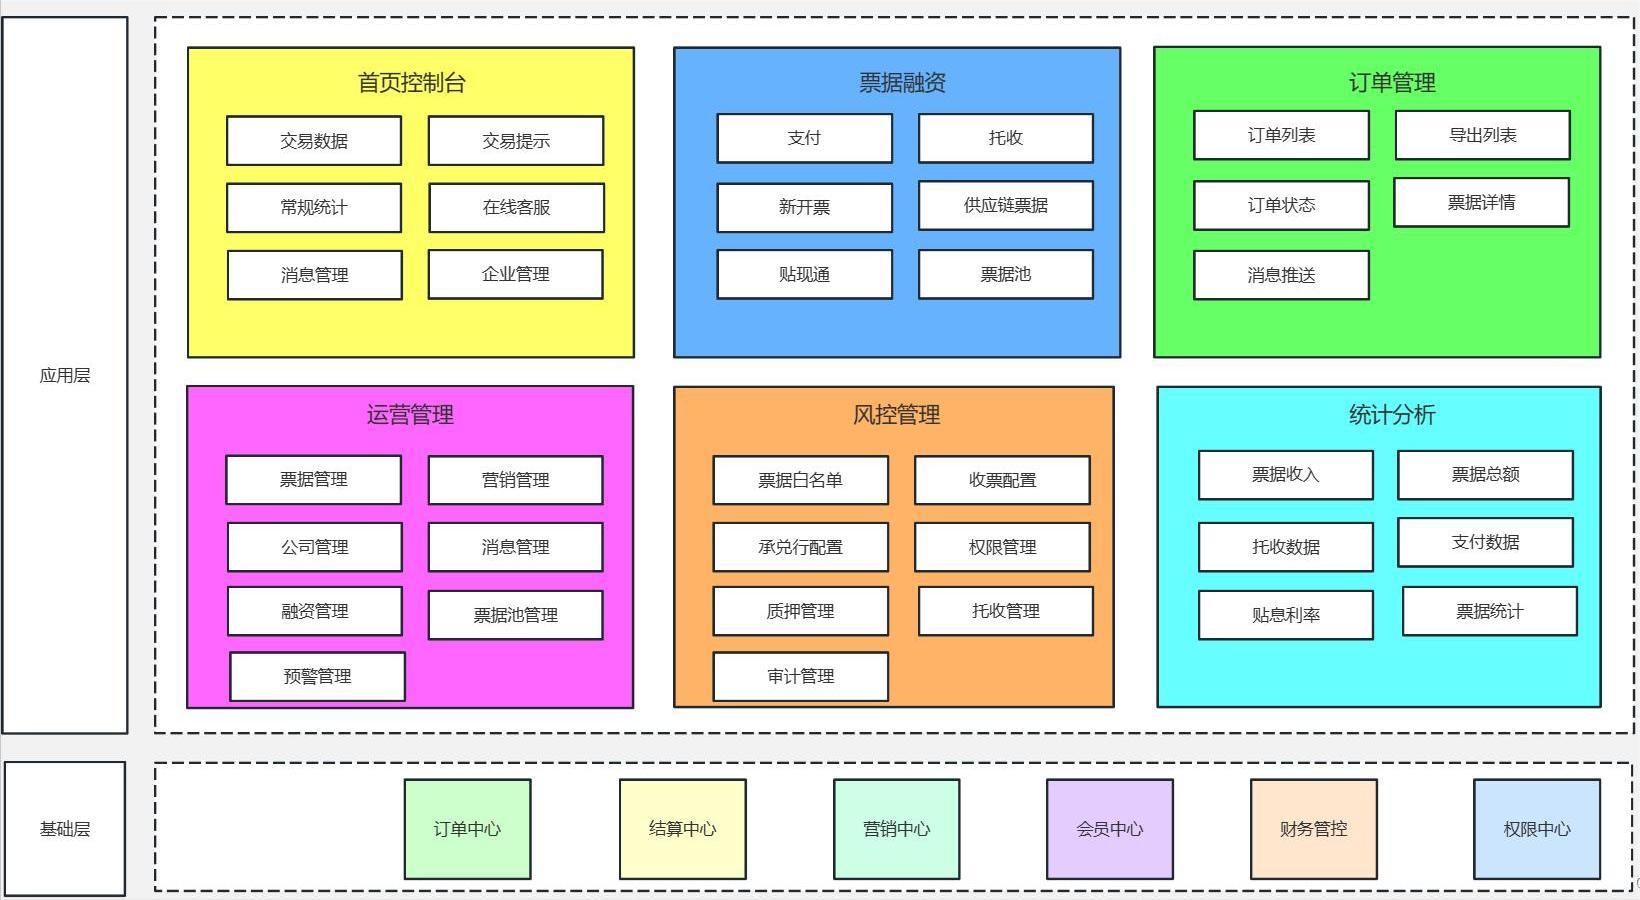 应用层
首页控制台
交易数据
交易提示
常规统计
在线客服
消息管理
企业管理
票据融资
支付
托收
新开票
供应链票据
贴现通
票据池
订单管理
订单列表
导出列表
订单状态
票据详情
消息推送
运营管理
票据管理
营销管理
公司管理
消息管理
融资管理
票据池管理
预警管理
风控管理
票据白名单
收票配置
承兑行配置
权限管理
质押管理
托收管理
审计管理
统计分析
票据收入
票据总额
托收数据
支付数据
贴息利率
票据统计
基础层
订单中心
结算中心
营销中心
会员中心
财务管控
权限中心